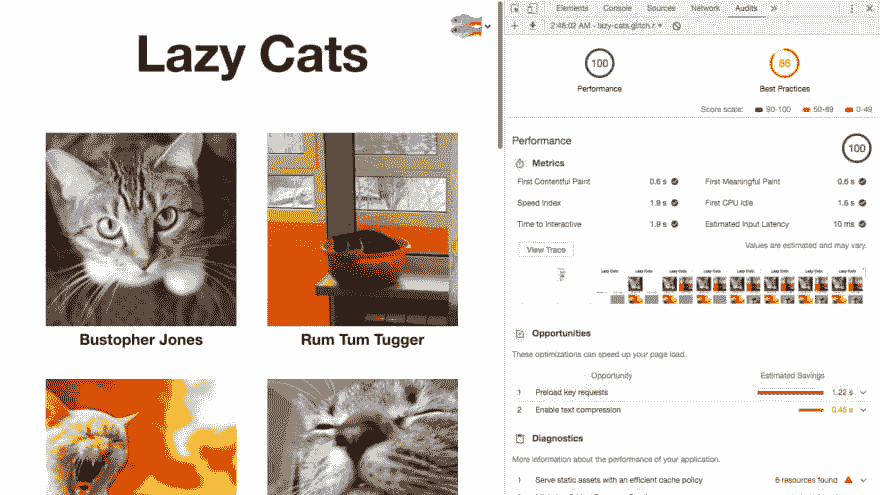 Lazy Cats
Bustopher Jones
Rum Tum Tugger
Elements Console Sources Network Audits »
2:48:02 AM - lazy-cats.glitch.r
100
Performance
86
Best Practices
Score scale: 90-100 50-89 0-49
Performance
100
Metrics
First Contentful Paint 0.6 s
First Meaningful Paint 0.6 s
Speed Index 1.9 s
First CPU Idle 1.8 s
Time to Interactive 1.9 s
Estimated Input Latency 10 ms
View Trace
Values are estimated and may vary.
Opportunities
These optimizations can speed up your page load.
Opportunity Estimated Savings
1 Preload key requests 1.22 s
2 Enable text compression 0.45 s
Diagnostics
More information about the performance of your application.
1 Serve static assets with an efficient cache policy 6 resources found